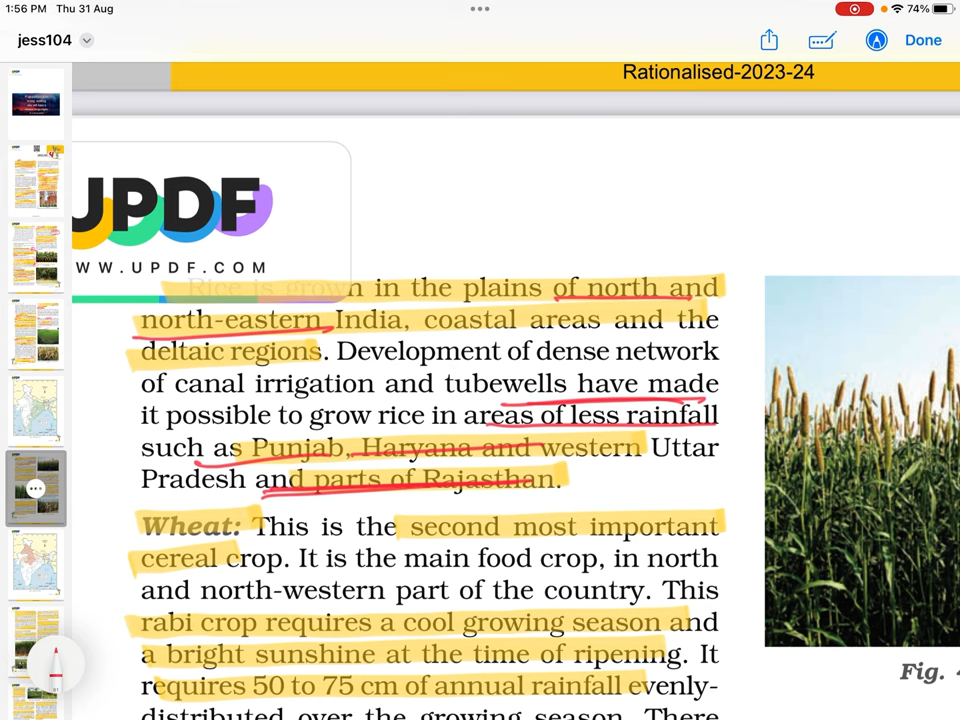 1:56 PM Thu 31 Aug
74%
jess104
Done
Rationalised-2023-24
UPDF
WWW.UPDF.COM
Rice is grown in the plains of north and
north-eastern India, coastal areas and the
deltaic regions. Development of dense network
of canal irrigation and tubewells have made
it possible to grow rice in areas of less rainfall
such as Punjab, Haryana and western Uttar
Pradesh and parts of Rajasthan.
Wheat: This is the second most important
cereal crop. It is the main food crop, in north
and north-western part of the country. This
rabi crop requires a cool growing season and
a bright sunshine at the time of ripening. It
requires 50 to 75 cm of annual rainfall evenly-
distributed over the growing season. There
Fig.